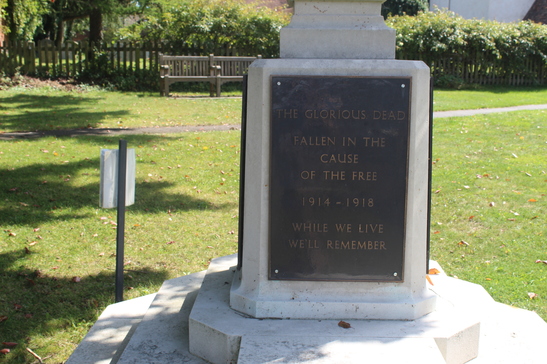 THE GLORIOUS DEAD
FALLEN IN THE
CAUSE
OF THE FREE
1914 - 1918
WHILE WE LIVE
WE'LL REMEMBER